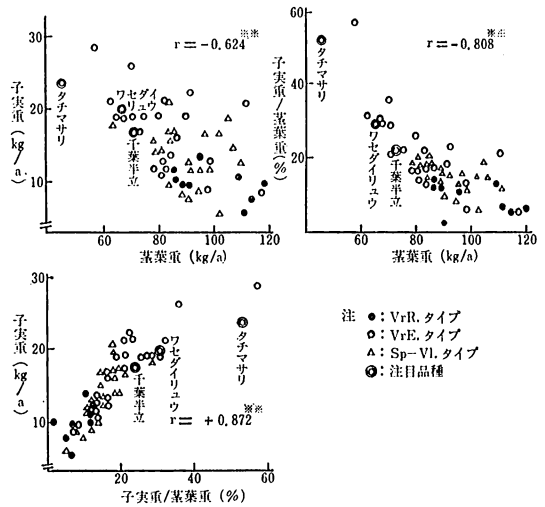 30
20
10
子実重(kg/a)
r=-0.624※※
タチマサリ
ワセダイリュウ
千葉半立
40 60 80 100 120
茎葉重 (kg/a)
60
40
20
子実重/茎葉重(%)
r=-0.808※※
タチマサリ
ワセダイリュウ
千葉半立
40 60 80 100 120
茎葉重 (kg/a)
30
20
10
子実重(kg/a)
タチマサリ
ワセダイリュウ
千葉半立
r= +0.872※※
20 40 60
子実重/茎葉重 (%)
注 ●: VrR.タイプ
○: VrE.タイプ
△: Sp-Vl.タイプ
◎: 注目品種